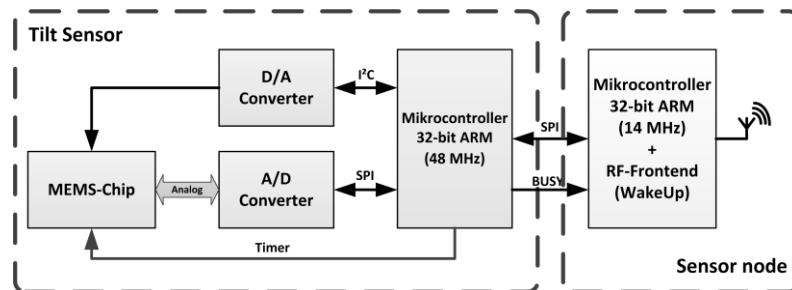 Tilt Sensor
D/A
Converter
I²C
Mikrocontroller
32-bit ARM
(48 MHz)
MEMS-Chip
Analog
A/D
Converter
SPI
Timer
SPI
BUSY
Mikrocontroller
32-bit ARM
(14 MHz)
+
RF-Frontend
(WakeUp)
Sensor node